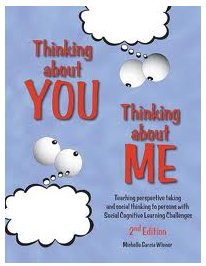 Thinking
about
YOU
Thinking
about
ME
Teaching perspective taking
and social thinking to persons with
Social Cognitive Learning Challenges
2nd Edition
Michelle Garcia Winner